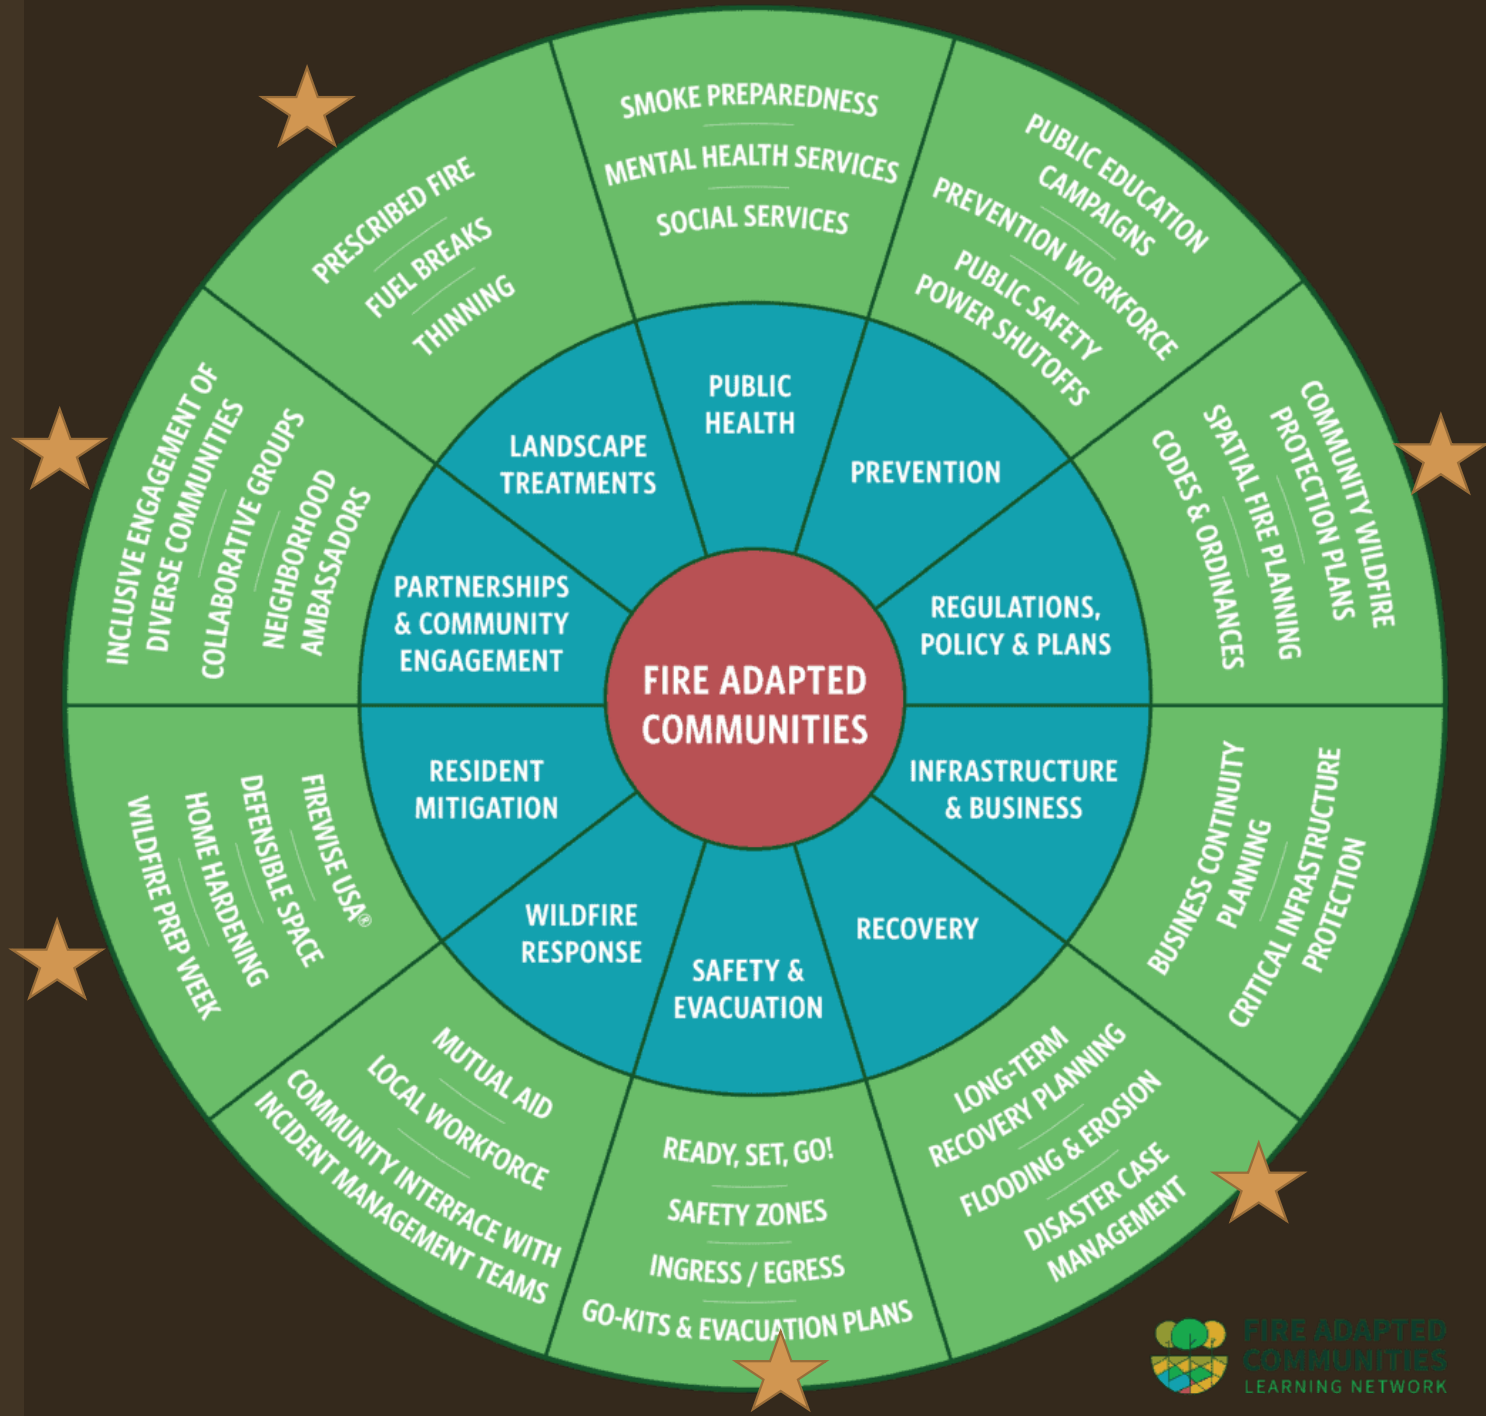 SMOKE PREPAREDNESS
MENTAL HEALTH SERVICES
SOCIAL SERVICES
PUBLIC
HEALTH
PUBLIC EDUCATION
CAMPAIGNS
PREVENTION WORKFORCE
PUBLIC SAFETY
POWER SHUTOFFS
PREVENTION
COMMUNITY WILDFIRE
PROTECTION PLANS
SPATIAL FIRE PLANNING
CODES & ORDINANCES
REGULATIONS,
POLICY & PLANS
BUSINESS CONTINUITY
PLANNING
CRITICAL INFRASTRUCTURE
PROTECTION
INFRASTRUCTURE
& BUSINESS
LONG-TERM
RECOVERY PLANNING
FLOODING & EROSION
DISASTER CASE
MANAGEMENT
RECOVERY
SAFETY &
EVACUATION
READY, SET, GO!
SAFETY ZONES
INGRESS / EGRESS
GO-KITS & EVACUATION PLANS
WILDFIRE
RESPONSE
MUTUAL AID
LOCAL WORKFORCE
COMMUNITY INTERFACE WITH
INCIDENT MANAGEMENT TEAMS
RESIDENT
MITIGATION
FIREWISE USA®
DEFENSIBLE SPACE
HOME HARDENING
WILDFIRE PREP WEEK
PARTNERSHIPS
& COMMUNITY
ENGAGEMENT
INCLUSIVE ENGAGEMENT OF
DIVERSE COMMUNITIES
COLLABORATIVE GROUPS
NEIGHBORHOOD
AMBASSADORS
LANDSCAPE
TREATMENTS
PRESCRIBED FIRE
FUEL BREAKS
THINNING
FIRE ADAPTED
COMMUNITIES
FIRE ADAPTED
COMMUNITIES
LEARNING NETWORK